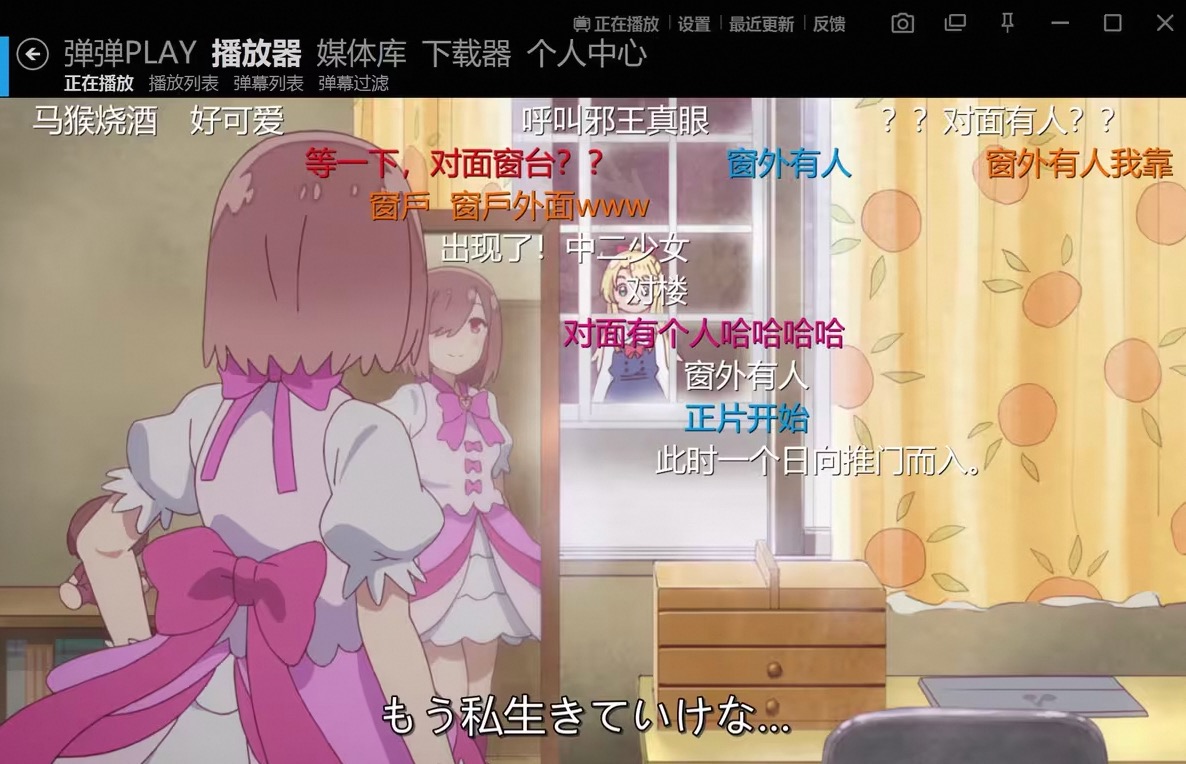 正在播放 设置 最近更新 反馈
弹弹PLAY 播放器 媒体库 下载器 个人中心
正在播放 播放列表 弹幕列表 弹幕过滤
马猴烧酒 好可爱 呼叫邪王真眼 ？？对面有人？？
等一下，对面窗台？？ 窗外有人 窗外有人我靠
窗戶 窗戶外面www
出现了！中二少女
对楼
对面有个人哈哈哈哈
窗外有人
正片开始
此时一个日向推门而入。
もう私生きていけな…